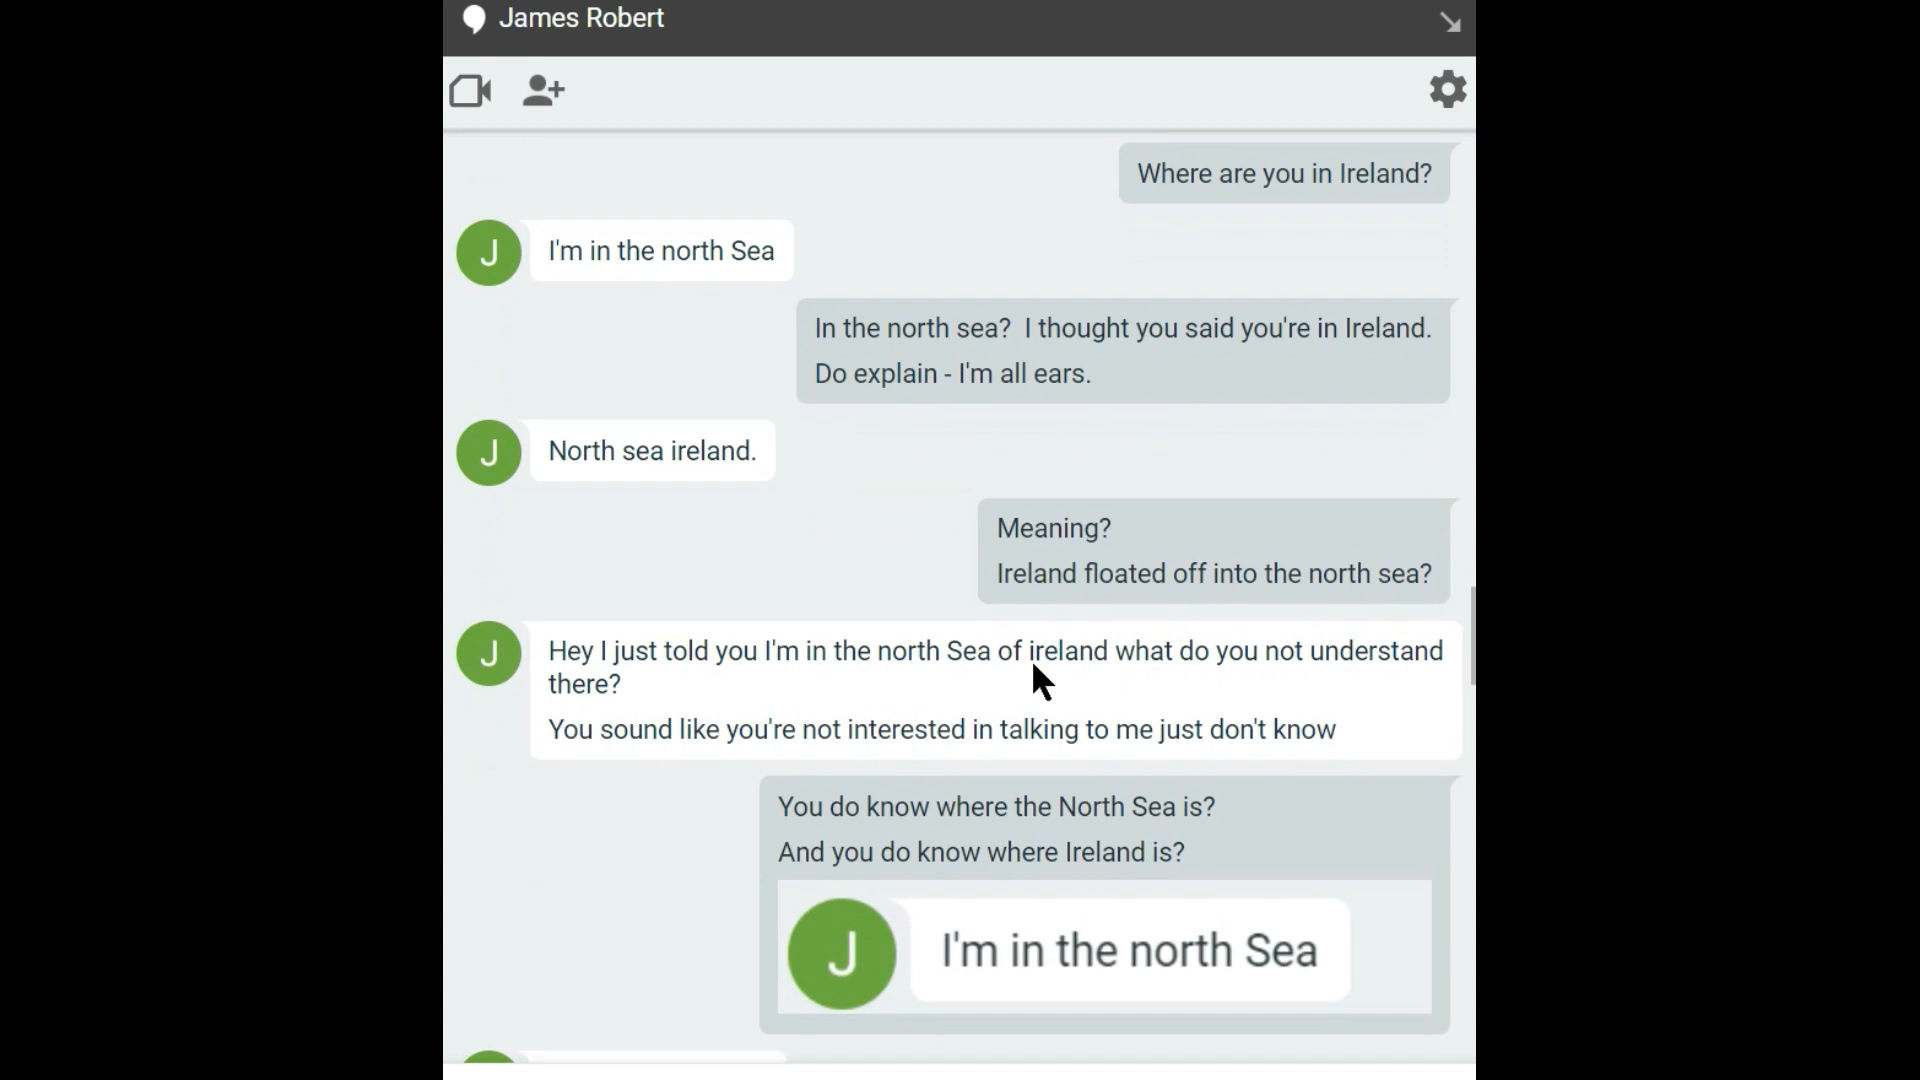 James Robert
Where are you in Ireland?
J
I'm in the north Sea
In the north sea?  I thought you said you're in Ireland.
Do explain - I'm all ears.
J
North sea ireland.
Meaning?
Ireland floated off into the north sea?
J
Hey I just told you I'm in the north Sea of ireland what do you not understand
there?
You sound like you're not interested in talking to me just don't know
You do know where the North Sea is?
And you do know where Ireland is?
J
I'm in the north Sea